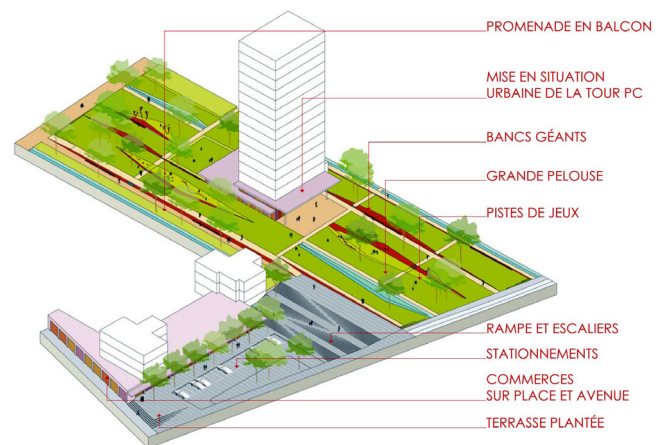 PROMENADE EN BALCON
MISE EN SITUATION
URBAINE DE LA TOUR PC
BANCS GÉANTS
GRANDE PELOUSE
PISTES DE JEUX
RAMPE ET ESCALIERS
STATIONNEMENTS
COMMERCES
SUR PLACE ET AVENUE
TERRASSE PLANTÉE